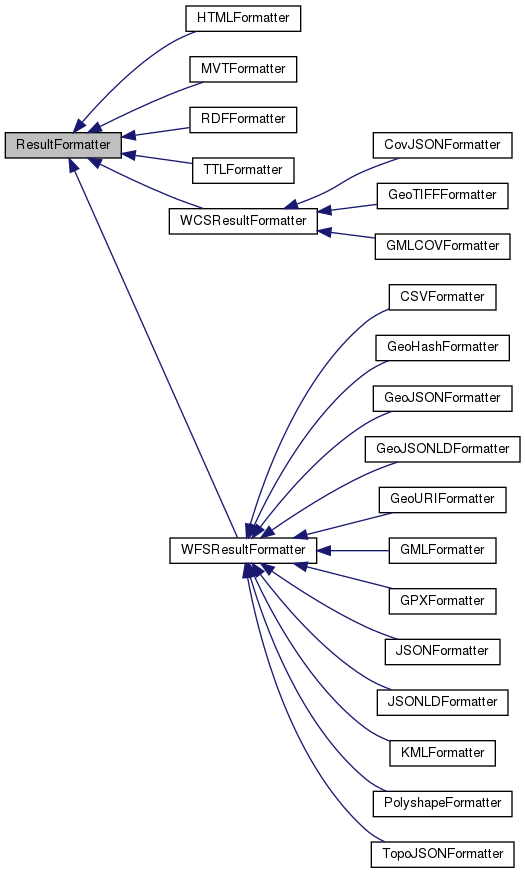 HTMLFormatter
MVTFormatter
RDFFormatter
ResultFormatter
TTLFormatter
WCSResultFormatter
CovJSONFormatter
GeoTIFFFormatter
GMLCOVFormatter
CSVFormatter
GeoHashFormatter
GeoJSONFormatter
GeoJSONLDFormatter
GeoURIFormatter
WFSResultFormatter
GMLFormatter
GPXFormatter
JSONFormatter
JSONLDFormatter
KMLFormatter
PolyshapeFormatter
TopoJSONFormatter